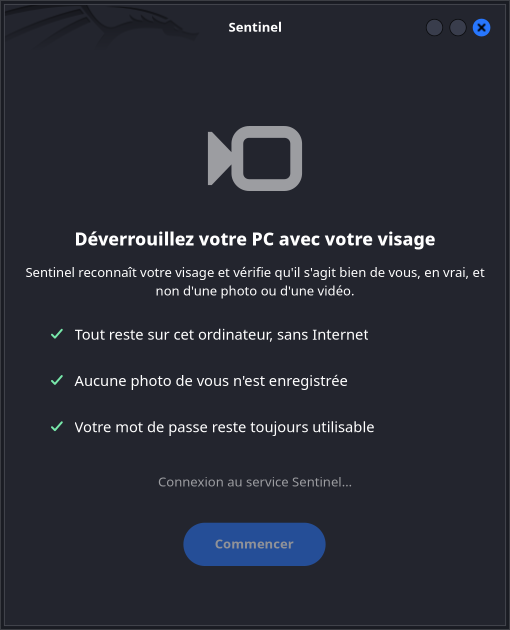 Sentinel
Déverrouillez votre PC avec votre visage
Sentinel reconnaît votre visage et vérifie qu'il s'agit bien de vous, en vrai, et
non d'une photo ou d'une vidéo.
Tout reste sur cet ordinateur, sans Internet
Aucune photo de vous n'est enregistrée
Votre mot de passe reste toujours utilisable
Connexion au service Sentinel...
Commencer